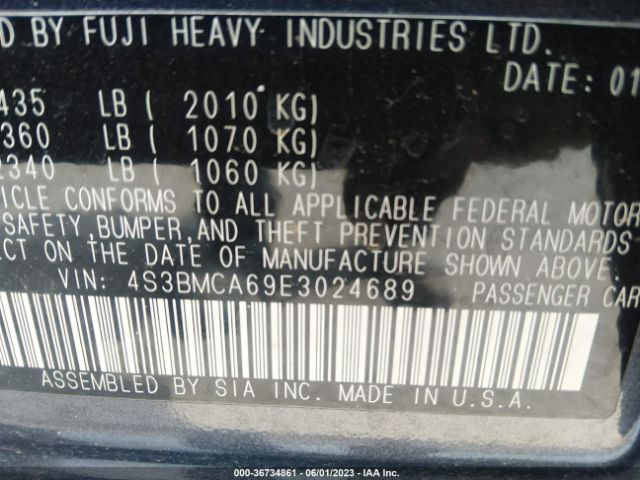 D BY FUJI HEAVY INDUSTRIES LTD.
DATE: 01
435 LB ( 2010 KG)
360 LB ( 1070 KG)
2340 LB ( 1060 KG)
ICLE CONFORMS TO ALL APPLICABLE FEDERAL MOTOR
SAFETY,BUMPER,AND THEFT PREVENTION STANDARDS
ECT ON THE DATE OF MANUFACTURE SHOWN ABOVE.
VIN: 4S3BMCA69E3024689 PASSENGER CAR
ASSEMBLED BY SIA INC. MADE IN U.S.A.
000-36734861 - 06/01/2023 - IAA Inc.